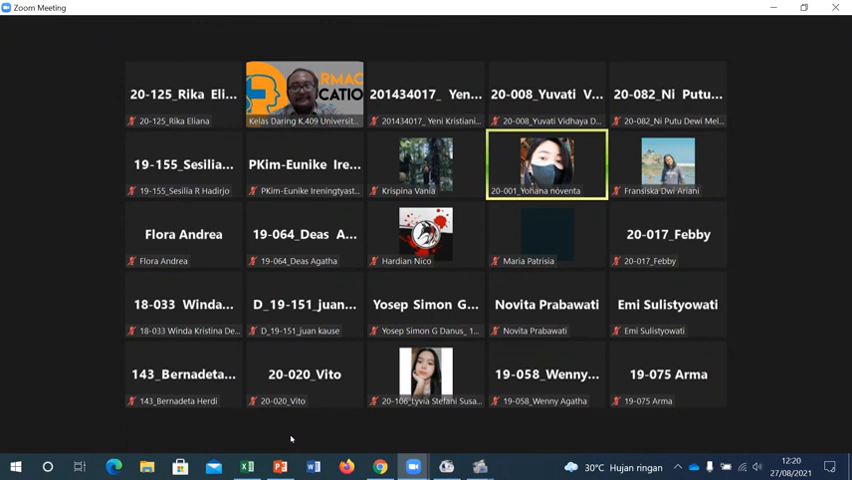 Zoom Meeting
20-125_Rika Eli...
20-125_Rika Eliana
RMAC
CATIO
Kelas Daring K.409 Universit...
201434017_ Yen...
201434017_ Yeni Kristiani...
20-008_Yuvati V...
20-008_Yuvati Vidhaya D...
20-082_Ni Putu...
20-082_Ni Putu Dewi Mel...
19-155_Sesilia...
19-155_Sesilia R Hadirjo
PKim-Eunike Ire...
PKim-Eunike Ireningtyast...
Krispina Vania
20-001_Yohana noventa
Fransiska Dwi Ariani
Flora Andrea
Flora Andrea
19-064_Deas A...
19-064_Deas Agatha
Hardian Nico
Maria Patrisia
20-017_Febby
20-017_Febby
18-033 Winda...
18-033 Winda Kristina De...
D_19-151_juan...
D_19-151_juan kause
Yosep Simon G...
Yosep Simon G Danus_ 1...
Novita Prabawati
Novita Prabawati
Emi Sulistyowati
Emi Sulistyowati
143_Bernadeta...
143_Bernadeta Herdi
20-020_Vito
20-020_Vito
20-106_Lyvia Stefani Susa...
19-058_Wenny...
19-058_Wenny Agatha
19-075 Arma
19-075 Arma
30°C Hujan ringan
12:20
27/08/2021